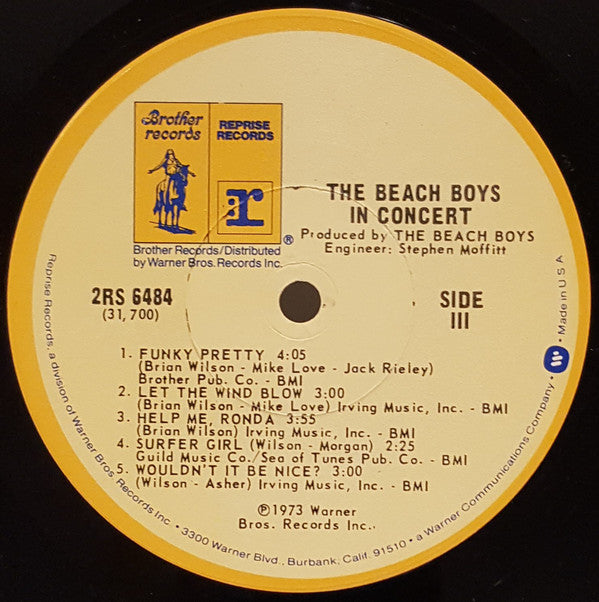 Brother
records
REPRISE
RECORDS
r
®
Brother Records/Distributed
by Warner Bros. Records Inc.
THE BEACH BOYS
IN CONCERT
Produced by THE BEACH BOYS
Engineer: Stephen Moffitt
2RS 6484
(31,700)
SIDE
III
1. FUNKY PRETTY 4:05
(Brian Wilson - Mike Love - Jack Rieley)
Brother Pub. Co. - BMI
2. LET THE WIND BLOW 3:00
(Brian Wilson - Mike Love) Irving Music, Inc. - BMI
3. HELP ME, RONDA 3:55
(Brian Wilson) Irving Music, Inc. - BMI
4. SURFER GIRL (Wilson - Morgan) 2:25
Guild Music Co./Sea of Tunes Pub. Co. - BMI
5. WOULDN'T IT BE NICE? 3:00
(Wilson - Asher) Irving Music, Inc. - BMI
℗1973 Warner
Bros. Records Inc.
Reprise Records, a division of Warner Bros. Records Inc. • 3300 Warner Blvd., Burbank, Calif. 91510 • a Warner Communications Company • W • Made in U S A